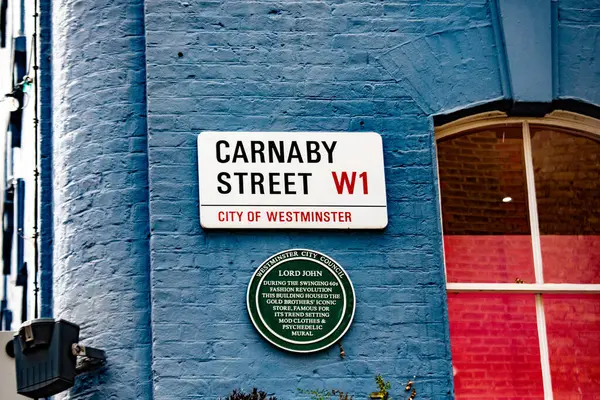 CARNABY
STREET W1
CITY OF WESTMINSTER
WESTMINSTER CITY COUNCIL
LORD JOHN
DURING THE SWINGING 60s
FASHION REVOLUTION
THIS BUILDING HOUSED THE
GOLD BROTHERS' ICONIC
STORE, FAMOUS FOR
ITS TREND SETTING
MOD CLOTHES &
PSYCHEDELIC
MURAL